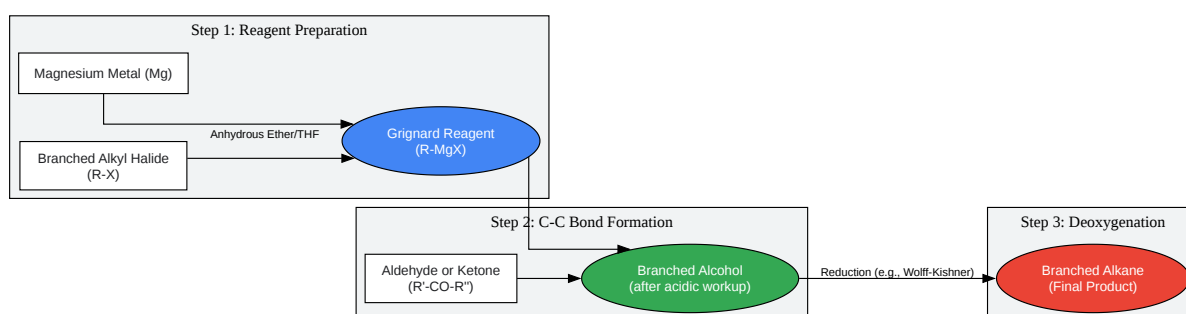 Step 1: Reagent Preparation
Magnesium Metal (Mg)
Anhydrous Ether/THF
Branched Alkyl Halide
(R-X)
Grignard Reagent
(R-MgX)
Step 2: C-C Bond Formation
Aldehyde or Ketone
(R'-CO-R")
Branched Alcohol
(after acidic workup)
Reduction (e.g., Wolff-Kishner)
Step 3: Deoxygenation
Branched Alkane
(Final Product)